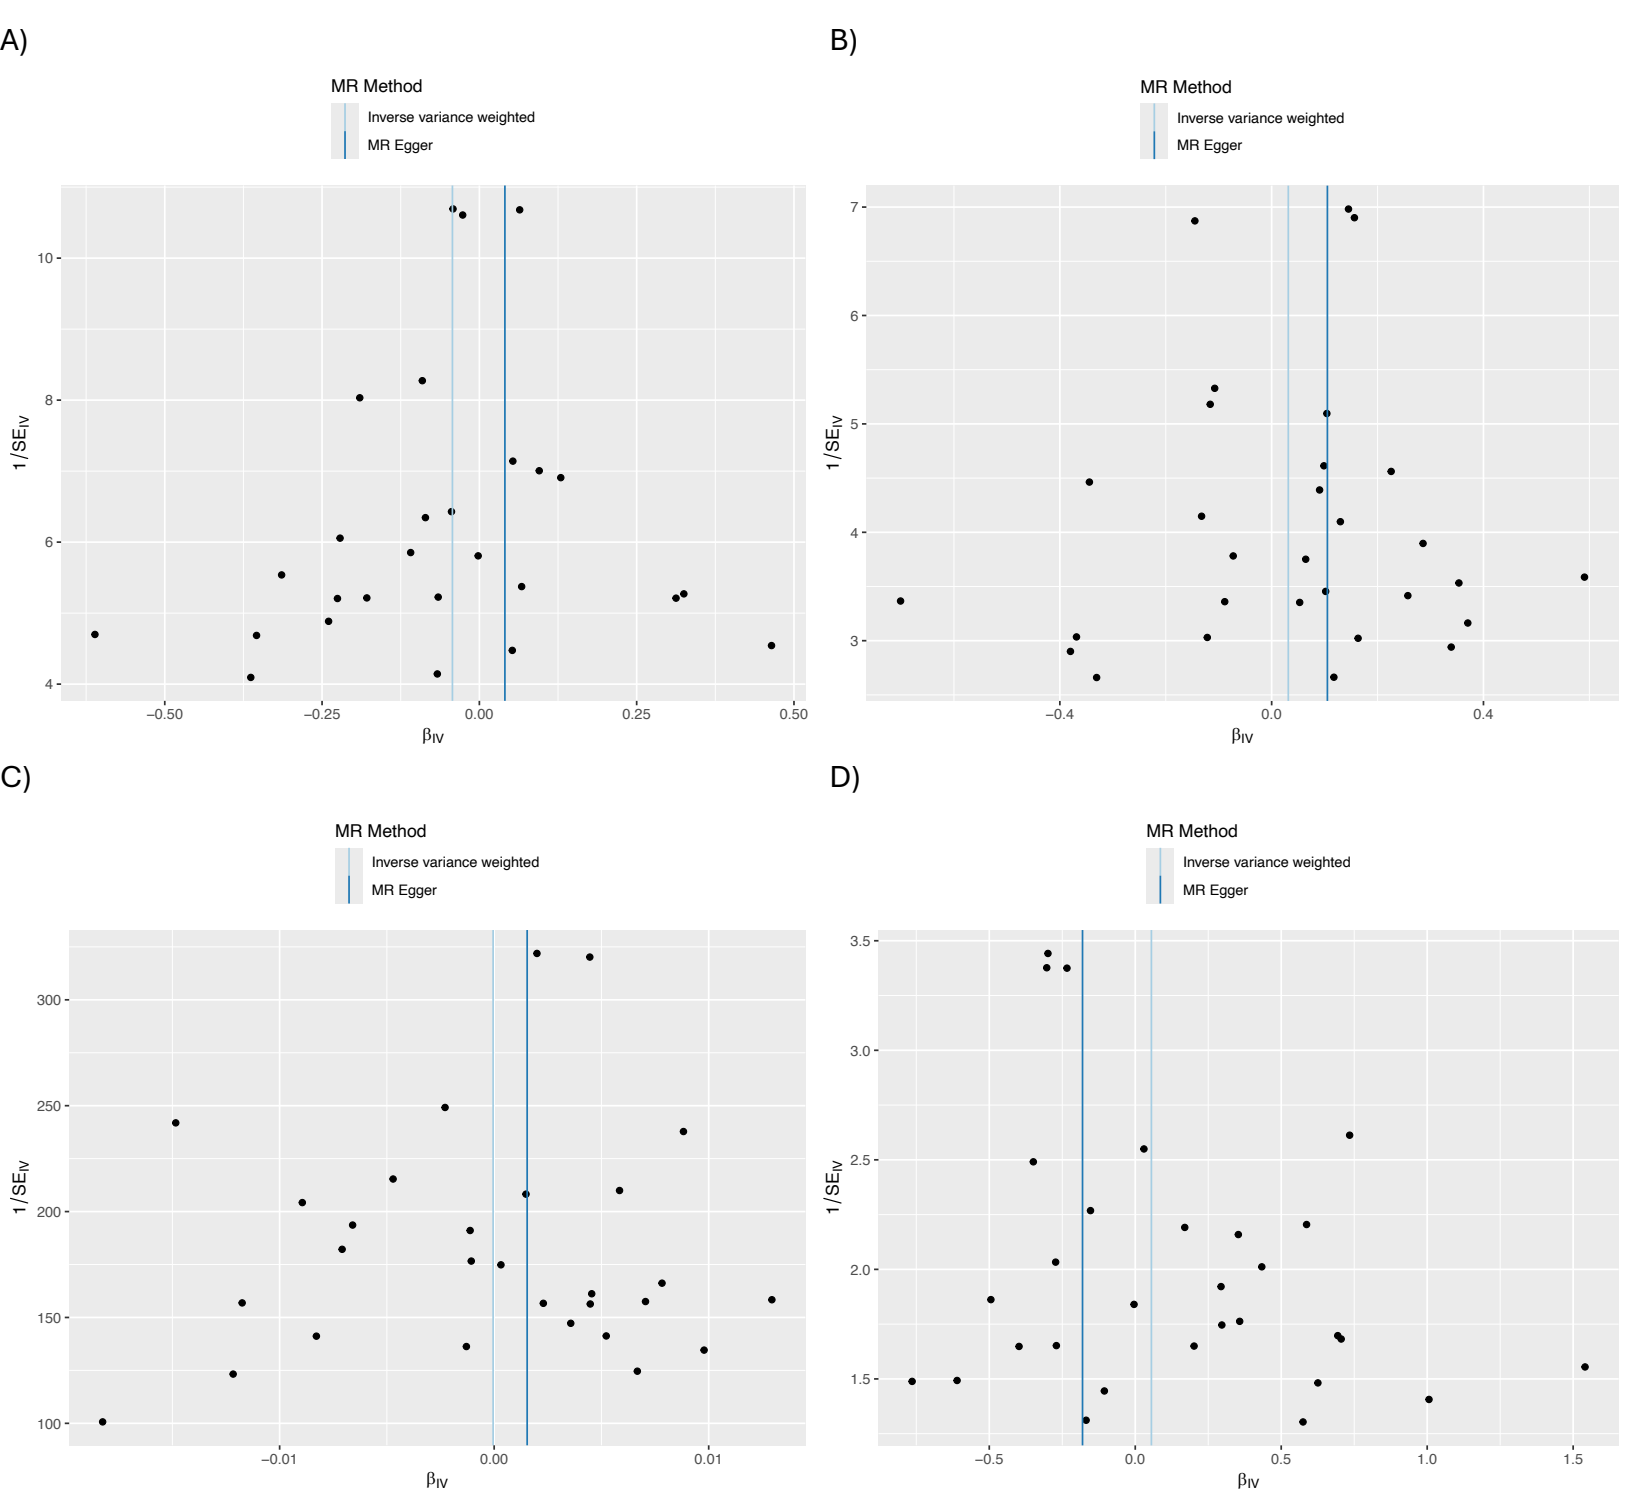 A)
MR Method
Inverse variance weighted
MR Egger
10
8
6
4
1/SE_IV
−0.50
−0.25
0.00
0.25
0.50
β_IV
B)
MR Method
Inverse variance weighted
MR Egger
7
6
5
4
3
1/SE_IV
−0.4
0.0
0.4
β_IV
C)
MR Method
Inverse variance weighted
MR Egger
300
250
200
150
100
1/SE_IV
−0.01
0.00
0.01
β_IV
D)
MR Method
Inverse variance weighted
MR Egger
3.5
3.0
2.5
2.0
1.5
1/SE_IV
−0.5
0.0
0.5
1.0
1.5
β_IV